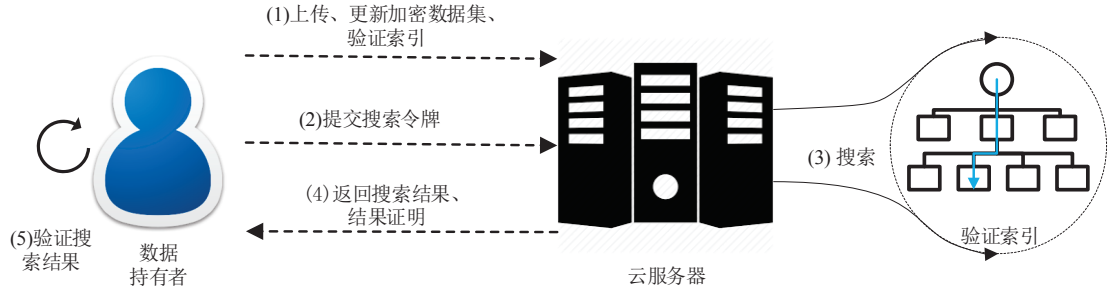 (1)上传、更新加密数据集、
验证索引
(2)提交搜索令牌
(3) 搜索
(4)返回搜索结果、
结果证明
(5)验证搜
索结果
数据
持有者
云服务器
验证索引